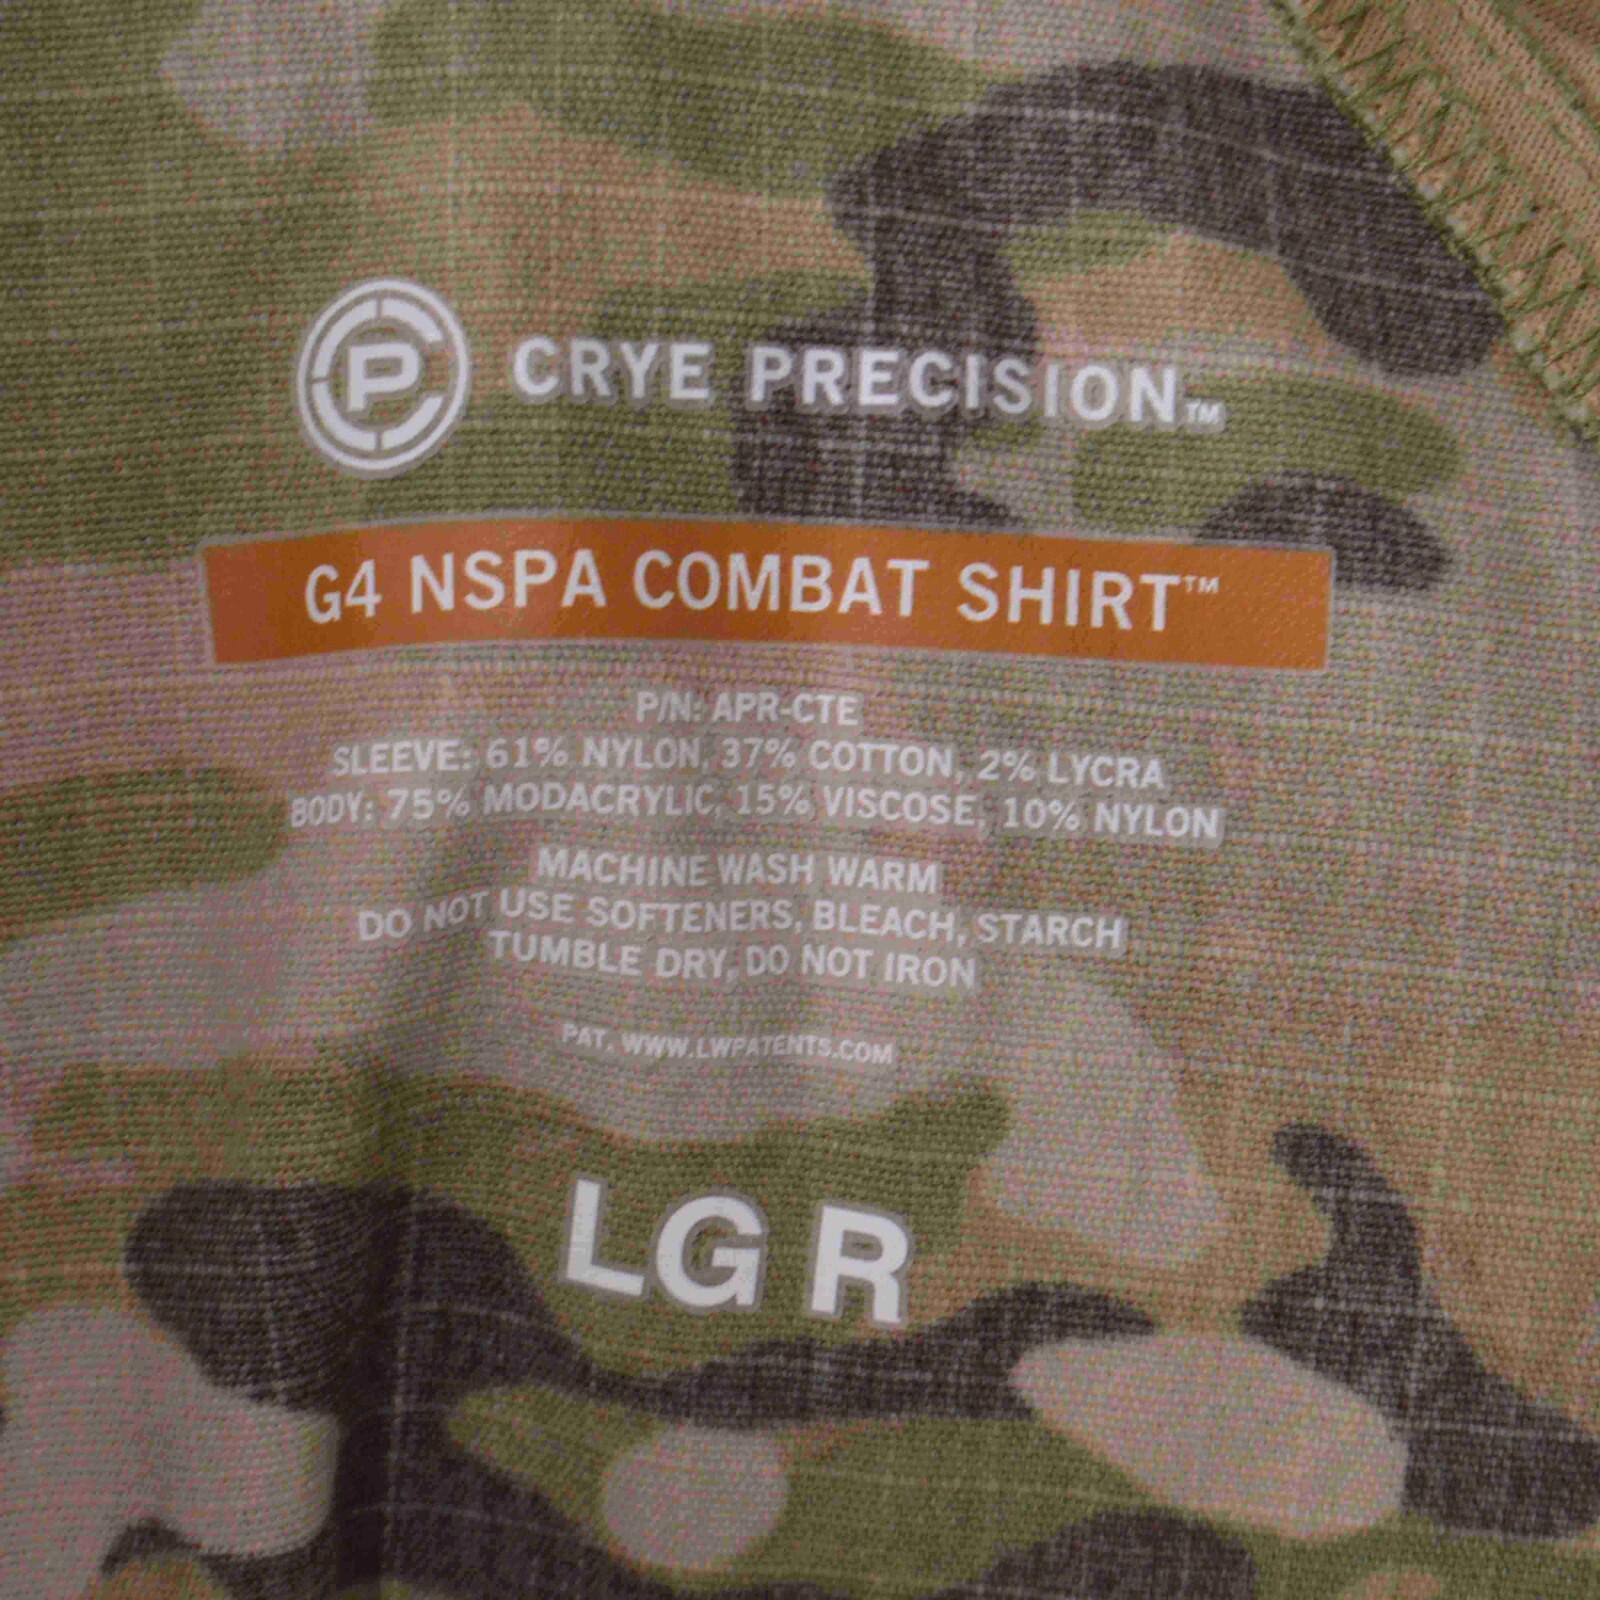 CP CRYE PRECISION™
G4 NSPA COMBAT SHIRT™
P/N: APR-CTE
SLEEVE: 61% NYLON, 37% COTTON, 2% LYCRA
BODY: 75% MODACRYLIC, 15% VISCOSE, 10% NYLON
MACHINE WASH WARM
DO NOT USE SOFTENERS, BLEACH, STARCH
TUMBLE DRY, DO NOT IRON
PAT. WWW.LWPATENTS.COM
LG R